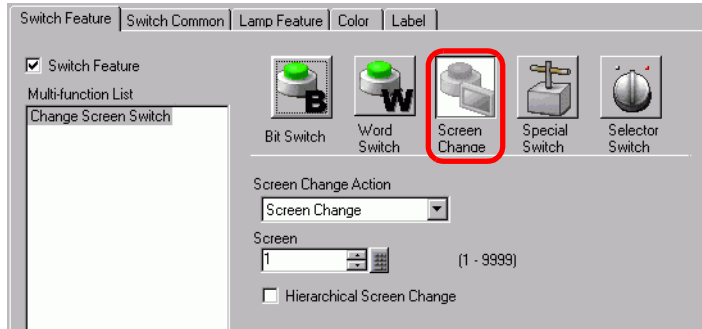 Switch Feature Switch Common Lamp Feature Color Label
Switch Feature
Multi-function List
Change Screen Switch
B
W
Bit Switch
Word Switch
Screen Change
Special Switch
Selector Switch
Screen Change Action
Screen Change
Screen
1
(1 - 9999)
Hierarchical Screen Change